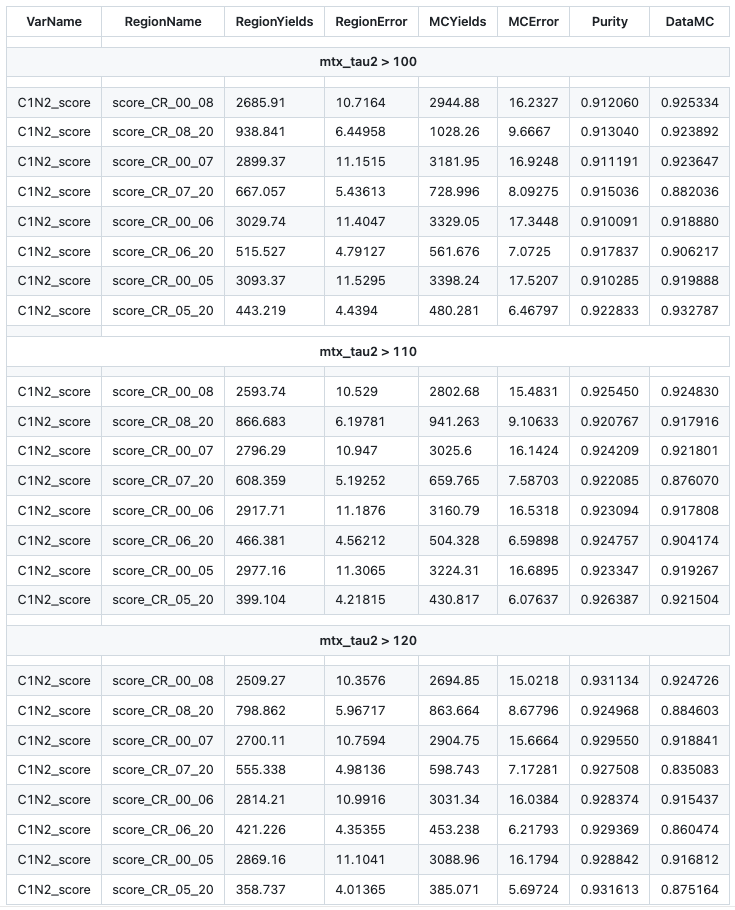 VarName RegionName RegionYields RegionError MCYields MCError Purity DataMC
mtx_tau2 > 100
C1N2_score score_CR_00_08 2685.91 10.7164 2944.88 16.2327 0.912060 0.925334
C1N2_score score_CR_08_20 938.841 6.44958 1028.26 9.6667 0.913040 0.923892
C1N2_score score_CR_00_07 2899.37 11.1515 3181.95 16.9248 0.911191 0.923647
C1N2_score score_CR_07_20 667.057 5.43613 728.996 8.09275 0.915036 0.882036
C1N2_score score_CR_00_06 3029.74 11.4047 3329.05 17.3448 0.910091 0.918880
C1N2_score score_CR_06_20 515.527 4.79127 561.676 7.0725 0.917837 0.906217
C1N2_score score_CR_00_05 3093.37 11.5295 3398.24 17.5207 0.910285 0.919888
C1N2_score score_CR_05_20 443.219 4.4394 480.281 6.46797 0.922833 0.932787
mtx_tau2 > 110
C1N2_score score_CR_00_08 2593.74 10.529 2802.68 15.4831 0.925450 0.924830
C1N2_score score_CR_08_20 866.683 6.19781 941.263 9.10633 0.920767 0.917916
C1N2_score score_CR_00_07 2796.29 10.947 3025.6 16.1424 0.924209 0.921801
C1N2_score score_CR_07_20 608.359 5.19252 659.765 7.58703 0.922085 0.876070
C1N2_score score_CR_00_06 2917.71 11.1876 3160.79 16.5318 0.923094 0.917808
C1N2_score score_CR_06_20 466.381 4.56212 504.328 6.59898 0.924757 0.904174
C1N2_score score_CR_00_05 2977.16 11.3065 3224.31 16.6895 0.923347 0.919267
C1N2_score score_CR_05_20 399.104 4.21815 430.817 6.07637 0.926387 0.921504
mtx_tau2 > 120
C1N2_score score_CR_00_08 2509.27 10.3576 2694.85 15.0218 0.931134 0.924726
C1N2_score score_CR_08_20 798.862 5.96717 863.664 8.67796 0.924968 0.884603
C1N2_score score_CR_00_07 2700.11 10.7594 2904.75 15.6664 0.929550 0.918841
C1N2_score score_CR_07_20 555.338 4.98136 598.743 7.17281 0.927508 0.835083
C1N2_score score_CR_00_06 2814.21 10.9916 3031.34 16.0384 0.928374 0.915437
C1N2_score score_CR_06_20 421.226 4.35355 453.238 6.21793 0.929369 0.860474
C1N2_score score_CR_00_05 2869.16 11.1041 3088.96 16.1794 0.928842 0.916812
C1N2_score score_CR_05_20 358.737 4.01365 385.071 5.69724 0.931613 0.875164